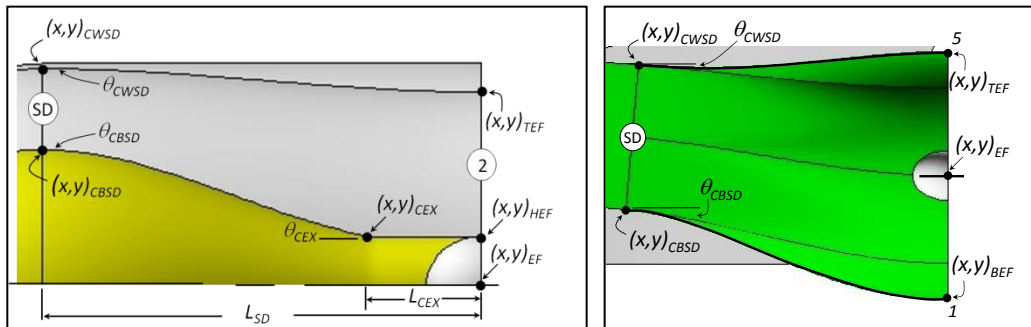 (x,y)CWSD
θCWSD
SD
θCBSD
(x,y)CBSD
(x,y)TEF
2
(x,y)CEX
θCEX
(x,y)HEF
(x,y)EF
LCEX
LSD
(x,y)CWSD
θCWSD
5
(x,y)TEF
SD
(x,y)EF
θCBSD
(x,y)CBSD
(x,y)BEF
1